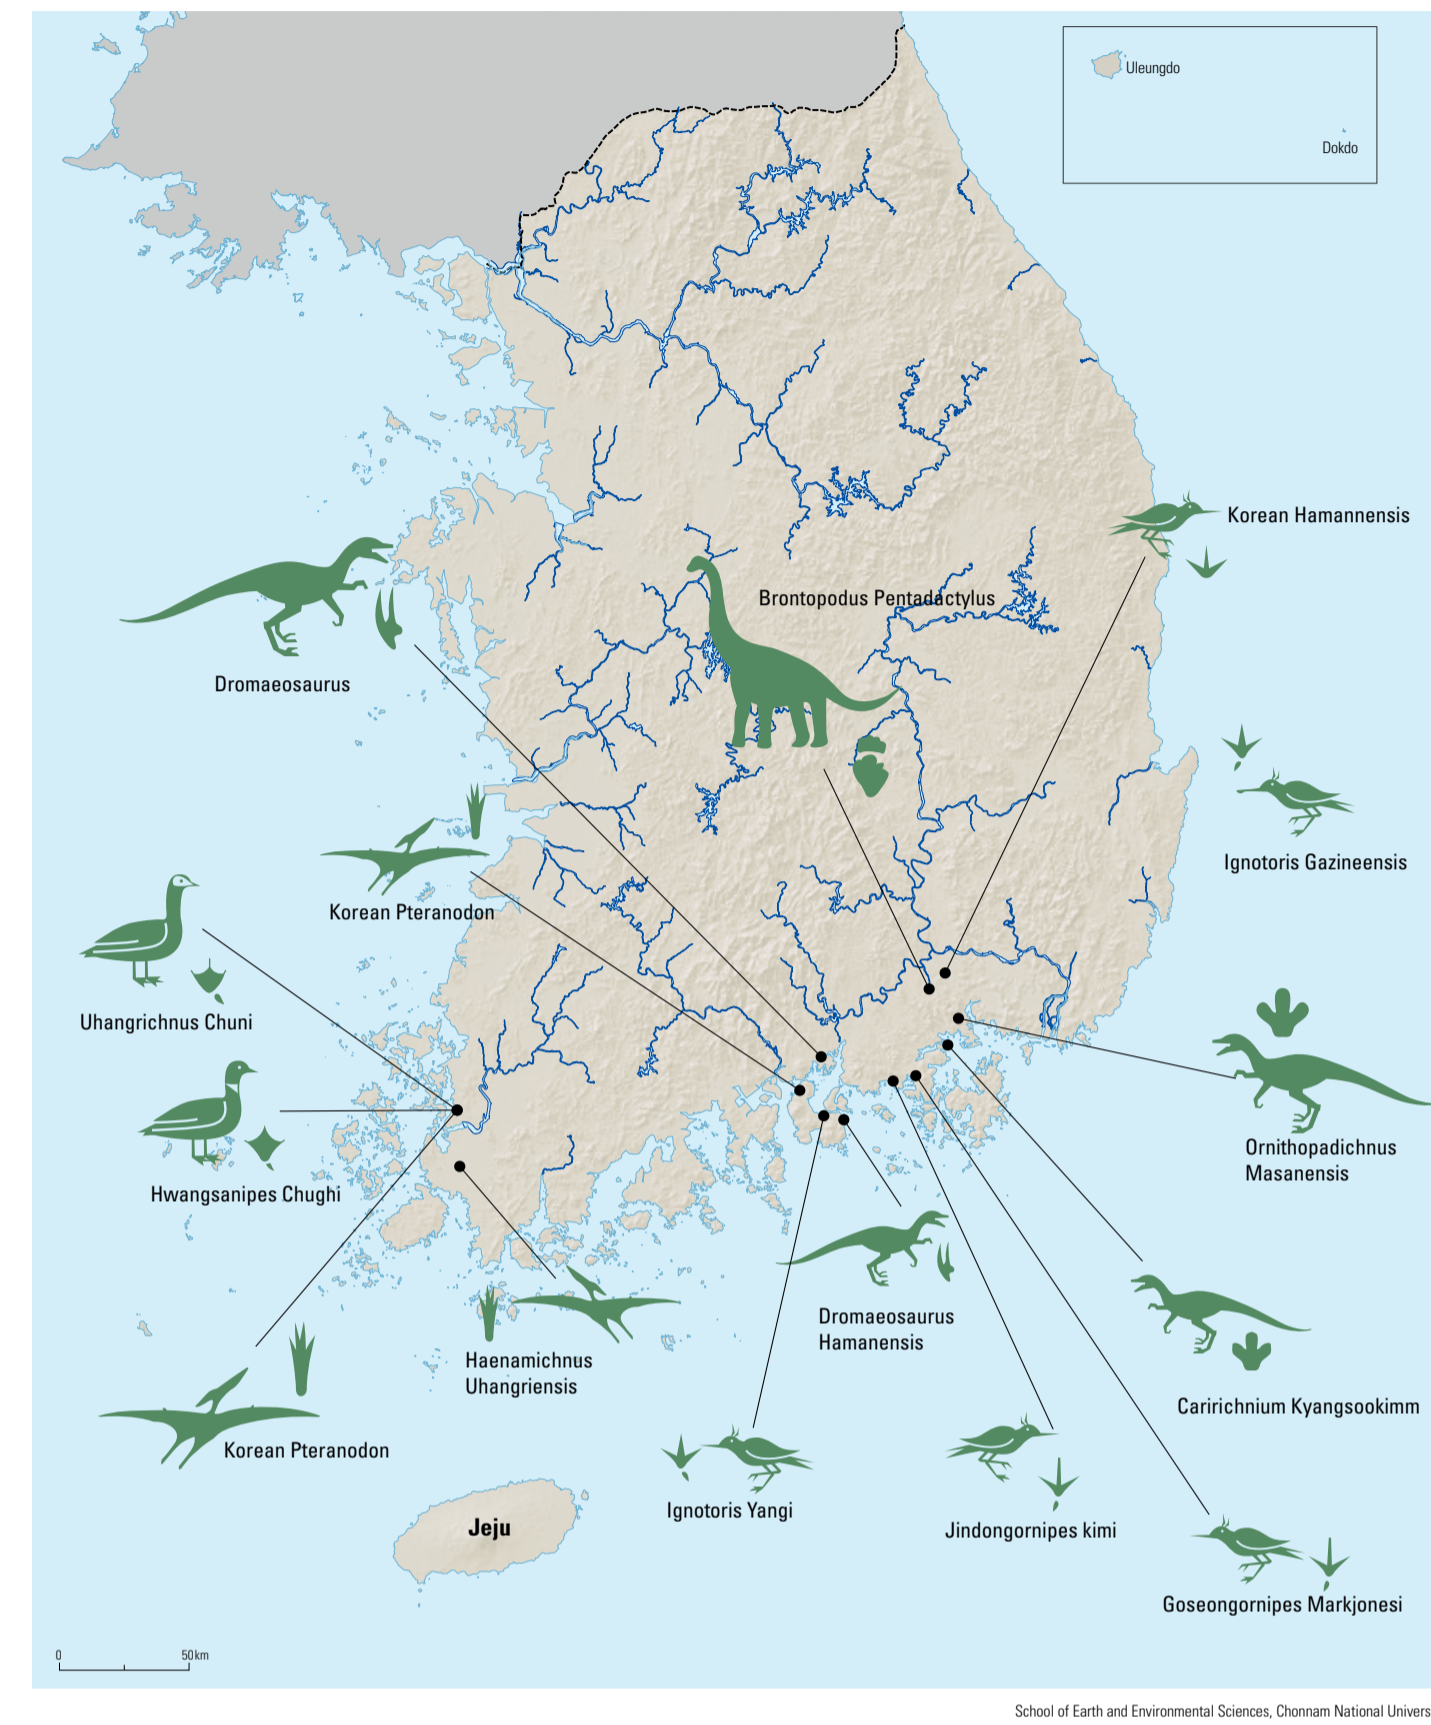 Uleungdo
Dokdo
Korean Hamannensis
Brontopodus Pentadactylus
Dromaeosaurus
Ignotoris Gazineensis
Korean Pteranodon
Uhangrichnus Chuni
Ornithopadichnus
Masanensis
Hwangsanipes Chughi
Dromaeosaurus
Hamanensis
Haenamichnus
Uhangriensis
Caririchnium Kyangsookimm
Korean Pteranodon
Ignotoris Yangi
Jindongornipes kimi
Jeju
Goseongornipes Markjonesi
0 50km
School of Earth and Environmental Sciences, Chonnam National Univers